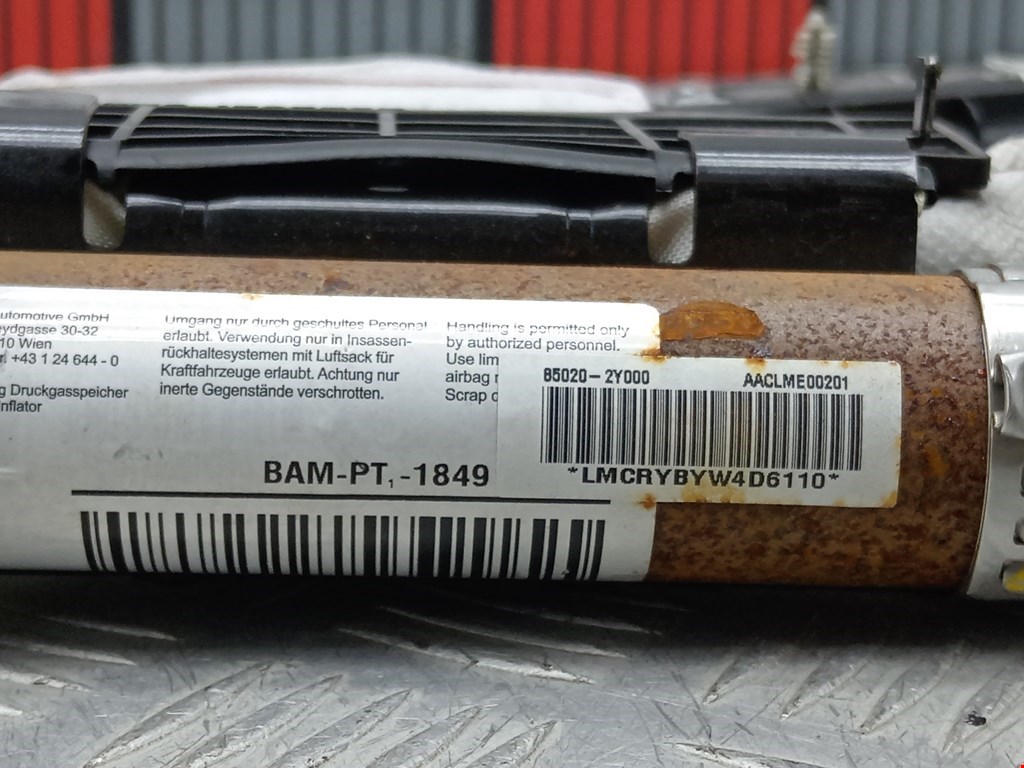 utomotive GmbH
ydgasse 30-32
10 Wien
+43 1 24 644 - 0
g Druckgasspeicher
nflator
Umgang nur durch geschultes Personal
erlaubt. Verwendung nur in Insassen-
rückhaltesystemen mit Luftsack für
Kraftfahrzeuge erlaubt. Achtung nur
inerte Gegenstände verschrotten.
Handling is permitted only
by authorized personnel.
Use lim
airbag
Scrap
85020-2Y000 AACLME00201
*LMCRYBYW4D6110*
BAM-PT1-1849